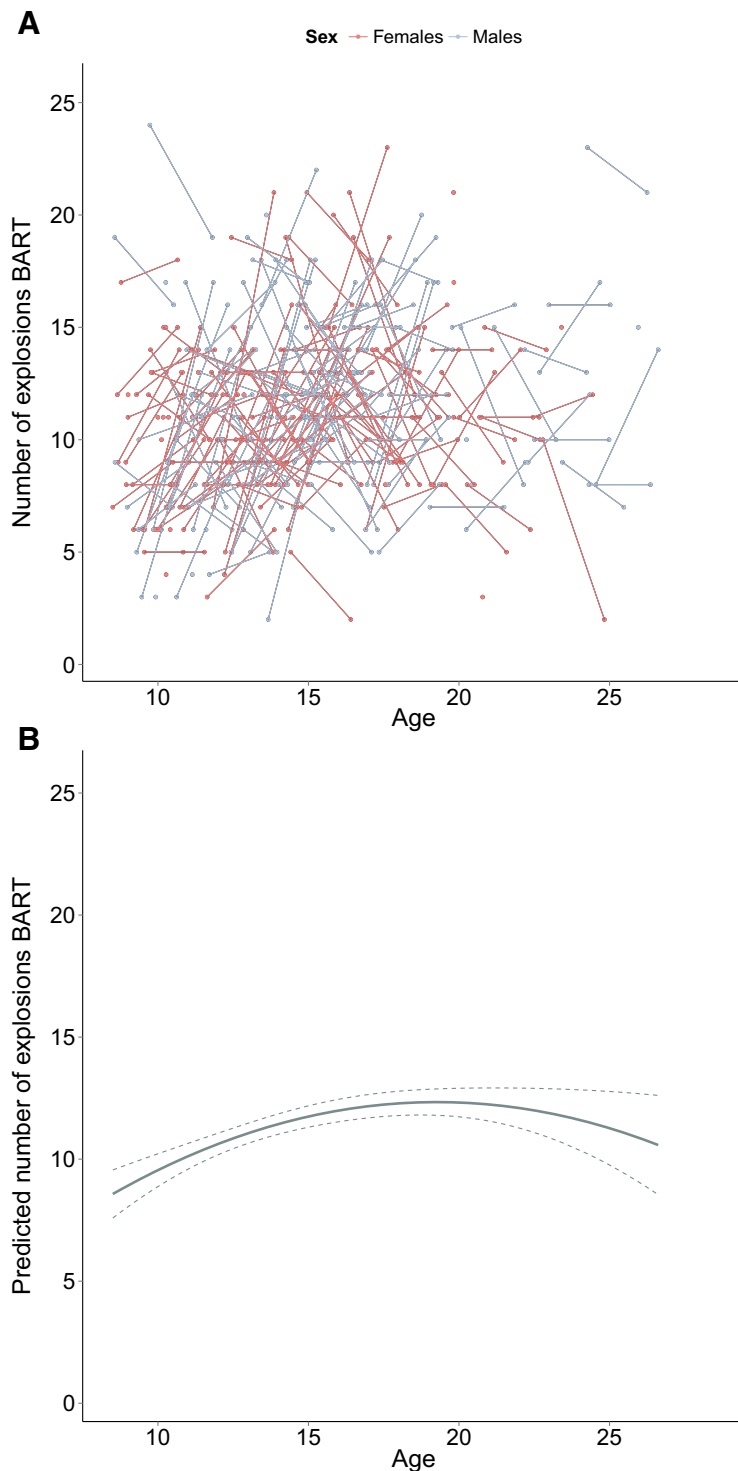 A
Sex Females Males
Number of explosions BART
25
20
15
10
5
0
10 15 20 25
Age
B
Predicted number of explosions BART
25
20
15
10
5
0
10 15 20 25
Age